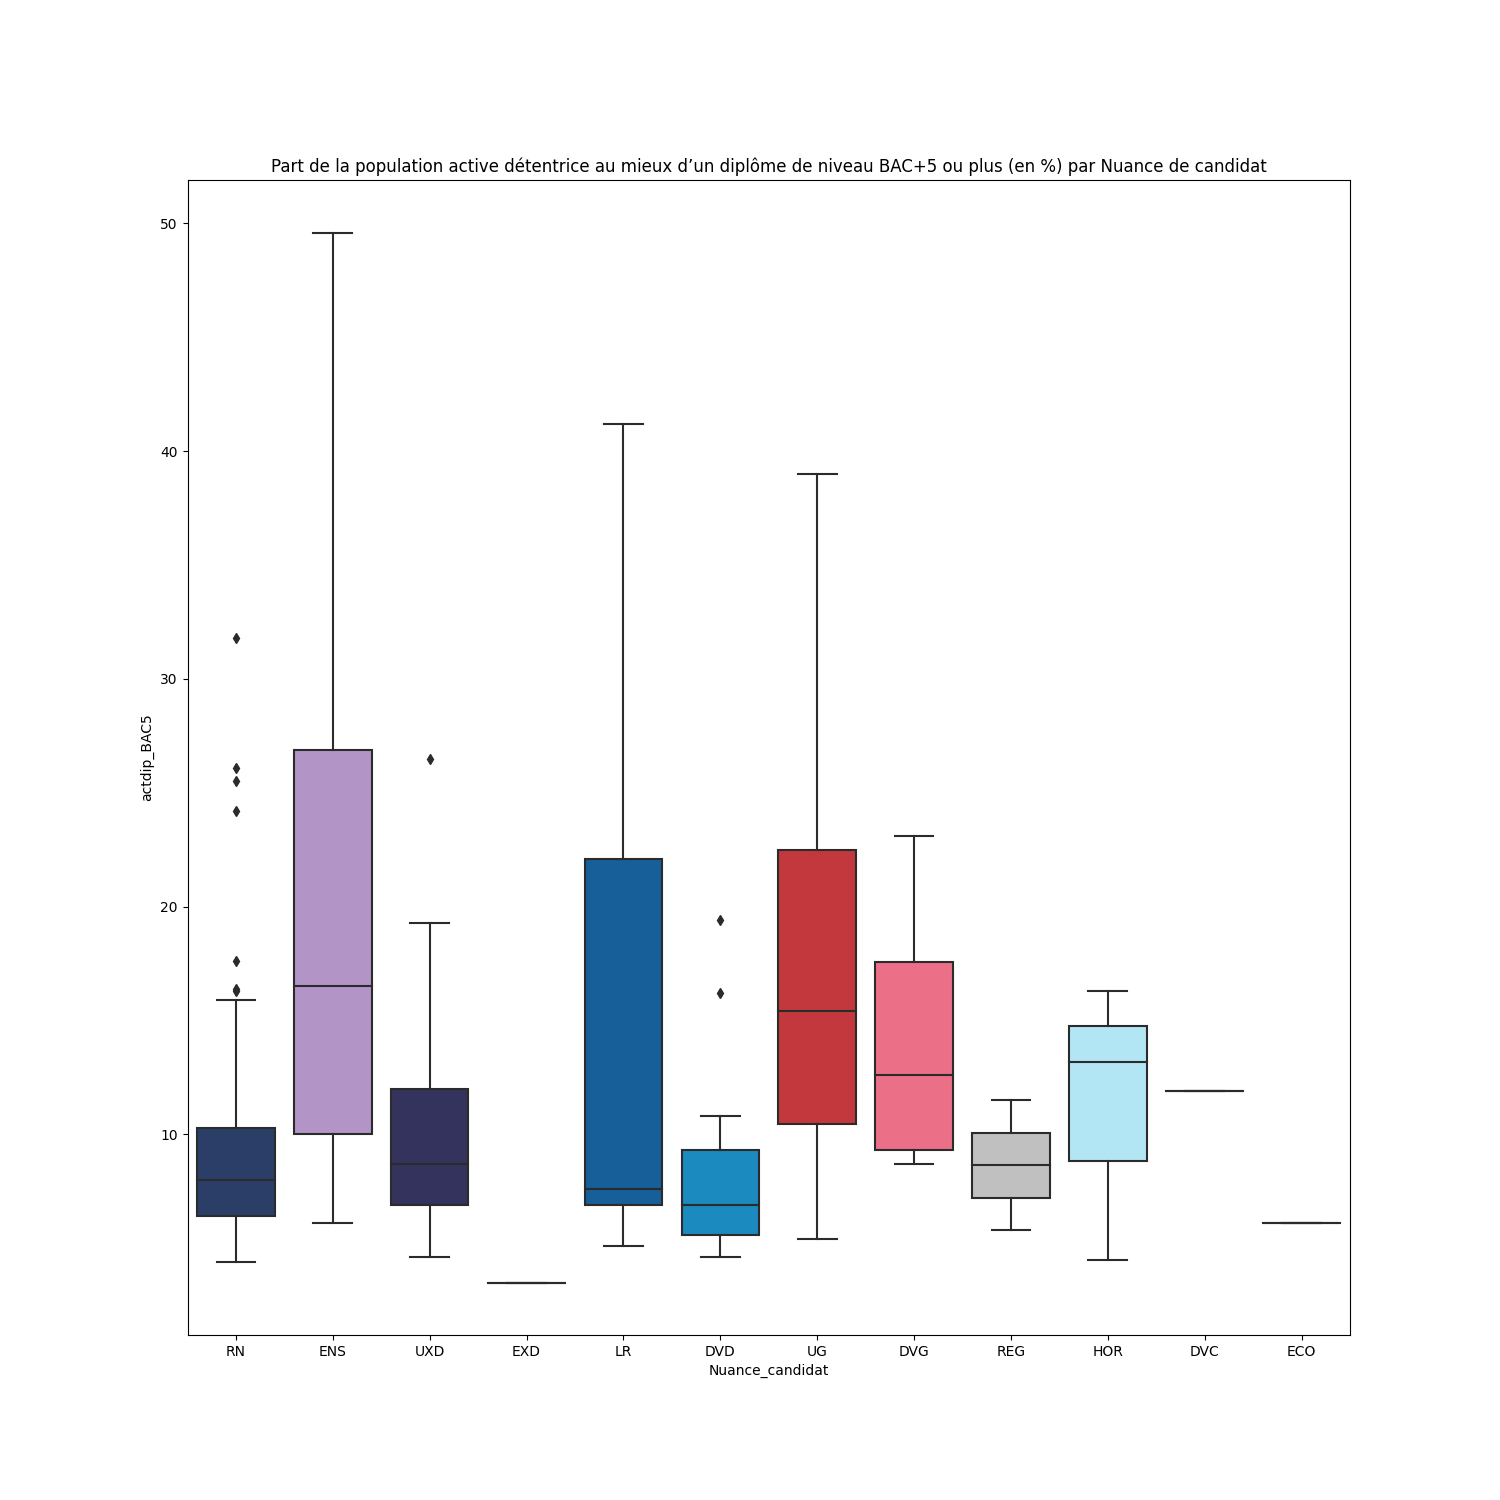 Part de la population active détentrice au mieux d’un diplôme de niveau BAC+5 ou plus (en %) par Nuance de candidat
50
40
30
20
10
actdip_BAC5
RN ENS UXD EXD LR DVD UG DVG REG HOR DVC ECO
Nuance_candidat